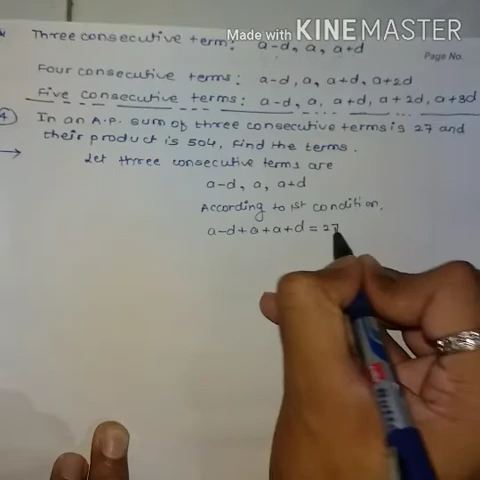 Made with KINEMASTER
Three consecutive term: a-d, a, a+d
Page No.
Four consecutive terms: a-d, a, a+d, a+2d
Five consecutive terms: a-d, a, a+d, a+2d, a+3d
4) In an A.P. sum of three consecutive terms is 27 and
their product is 504, find the terms.
→ Let three consecutive terms are
a-d, a, a+d
According to 1st condition,
a-d+a+a+d = 27